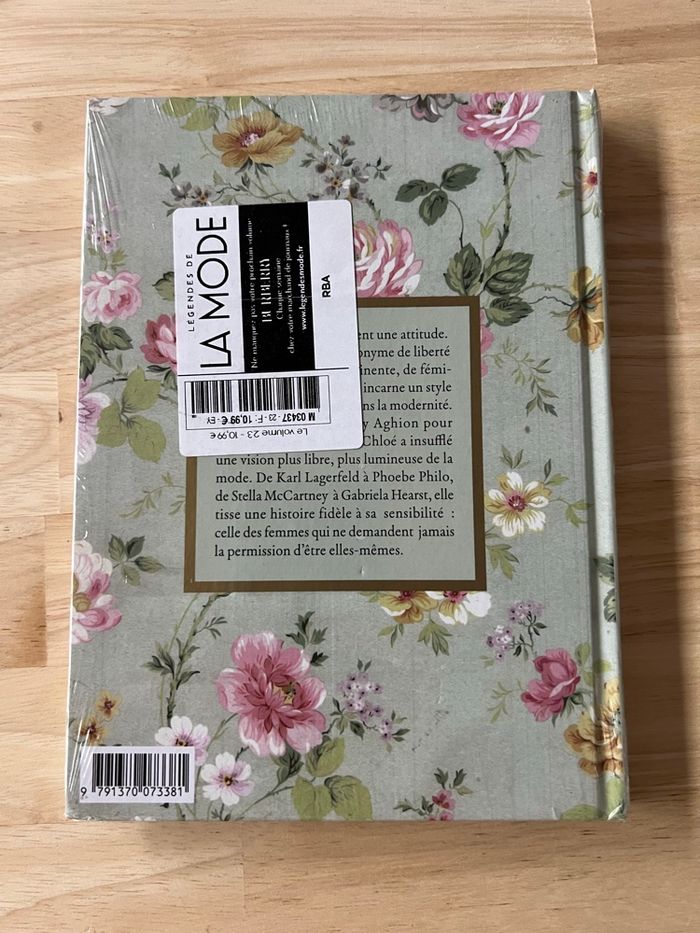 LÉGENDES DE
LA MODE
Ne manquez pas votre prochain volume
BURBERRY
Chaque semaine
chez votre marchand de journaux !
www.legendesmode.fr
RBA
M 03437 - 23 - F: 10,99 € - EY
Le volume 23 - 10,99 €
ent une attitude.
onyme de liberté
inente, de fémi-
incarne un style
ns la modernité.
y Aghion pour
Chloé a insufflé
une vision plus libre, plus lumineuse de la
mode. De Karl Lagerfeld à Phoebe Philo,
de Stella McCartney à Gabriela Hearst, elle
tisse une histoire fidèle à sa sensibilité :
celle des femmes qui ne demandent jamais
la permission d'être elles-mêmes.
9 791370 073381